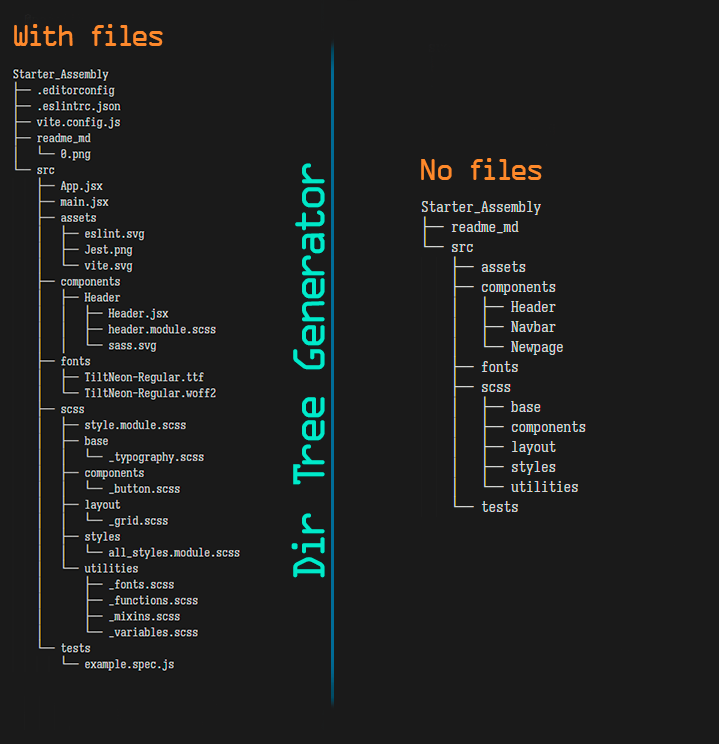 With files
Starter_Assembly
├── .editorconfig
├── .eslintrc.json
├── vite.config.js
├── readme_md
│   └── 0.png
└── src
    ├── App.jsx
    ├── main.jsx
    ├── assets
    │   ├── eslint.svg
    │   ├── Jest.png
    │   └── vite.svg
    ├── components
    │   ├── Header
    │   │   ├── Header.jsx
    │   │   ├── header.module.scss
    │   │   └── sass.svg
    ├── fonts
    │   ├── TiltNeon-Regular.ttf
    │   └── TiltNeon-Regular.woff2
    ├── scss
    │   ├── style.module.scss
    │   ├── base
    │   │   └── _typography.scss
    │   ├── components
    │   │   └── _button.scss
    │   ├── layout
    │   │   └── _grid.scss
    │   ├── styles
    │   │   └── all_styles.module.scss
    │   └── utilities
    │       ├── _fonts.scss
    │       ├── _functions.scss
    │       ├── _mixins.scss
    │       └── _variables.scss
    └── tests
        └── example.spec.js
Dir Tree Generator
No files
Starter_Assembly
├── readme_md
└── src
    ├── assets
    ├── components
    │   ├── Header
    │   ├── Navbar
    │   └── Newpage
    ├── fonts
    ├── scss
    │   ├── base
    │   ├── components
    │   ├── layout
    │   ├── styles
    │   └── utilities
    └── tests